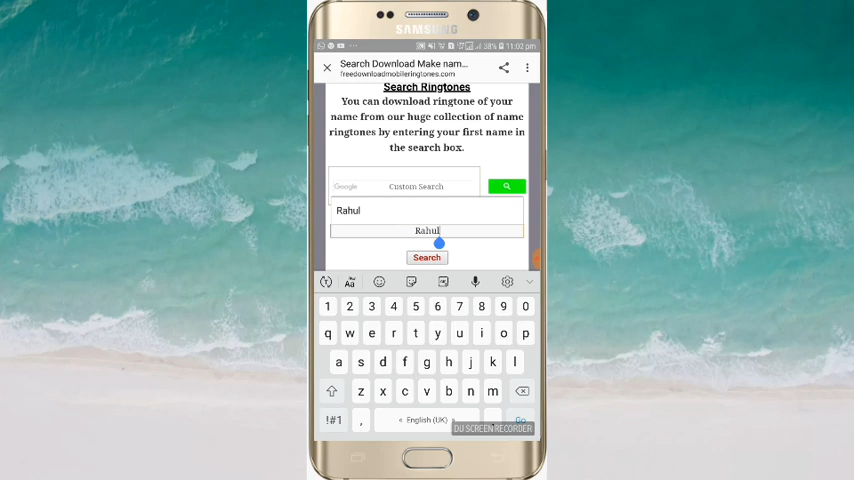 SAMSUNG
38% 11:02 pm
Search Download Make nam...
freedownloadmobileringtones.com
Search Ringtones
You can download ringtone of your
name from our huge collection of name
ringtones by entering your first name in
the search box.
Google Custom Search
Rahul
Rahul
Search
1 2 3 4 5 6 7 8 9 0
q w e r t y u i o p
a s d f g h j k l
z x c v b n m
!#1 , English (UK) . Go
DU SCREEN RECORDER